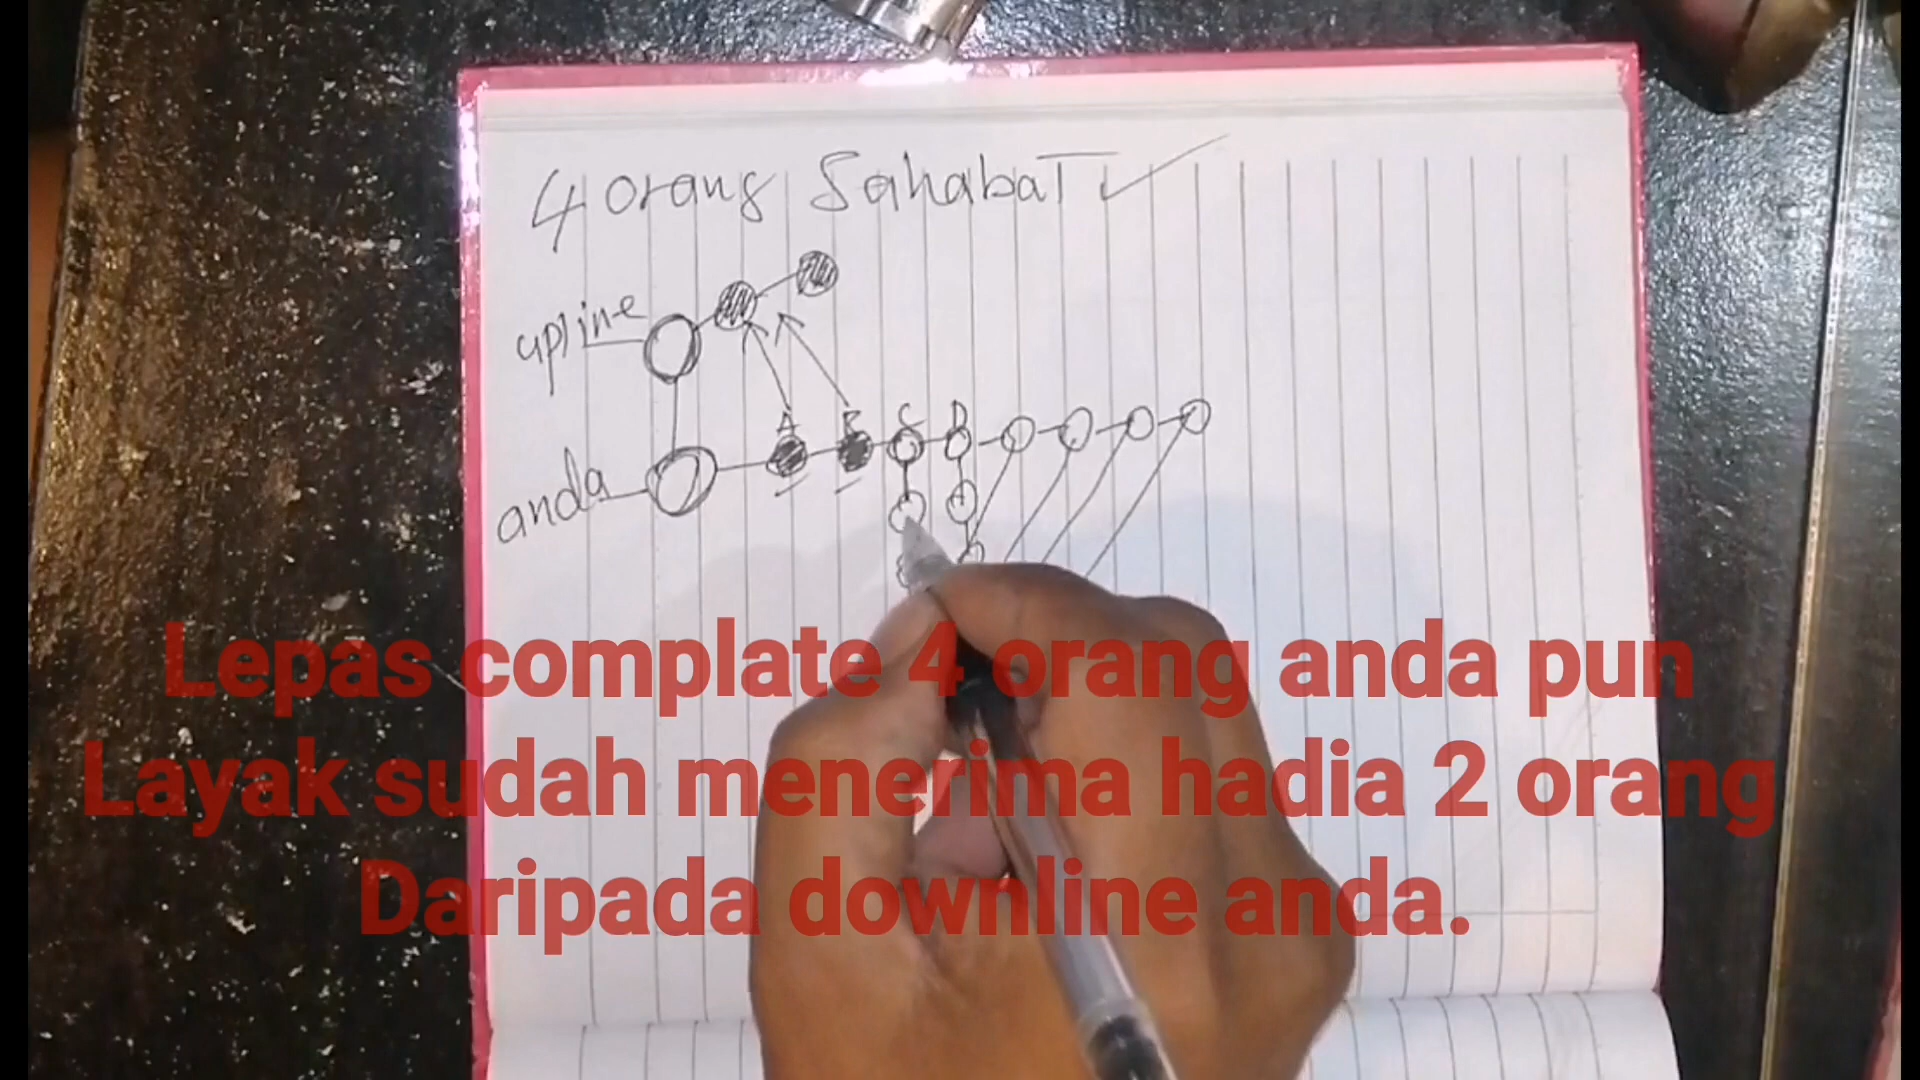 4 orang SahabaT
upline
A B C D
anda
Lepas complate 4 orang anda pun
Layak sudah menerima hadia 2 orang
Daripada downline anda.